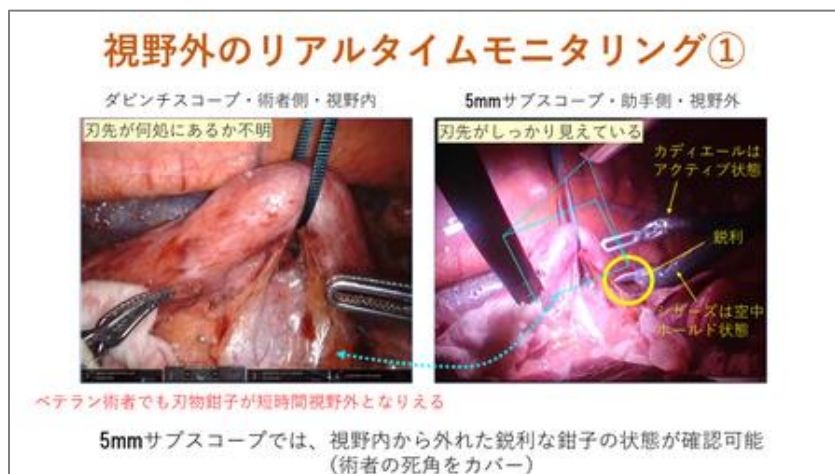 視野外のリアルタイムモニタリング①
ダビンチスコープ・術者側・視野内
刃先が何処にあるか不明
5mmサブスコープ・助手側・視野外
刃先がしっかり見えている
カディエールは
アクティブ状態
鋭利
シザーズは空中
ホールド状態
ベテラン術者でも刃物鉗子が短時間視野外となりえる
5mmサブスコープでは、視野内から外れた鋭利な鉗子の状態が確認可能
(術者の死角をカバー)